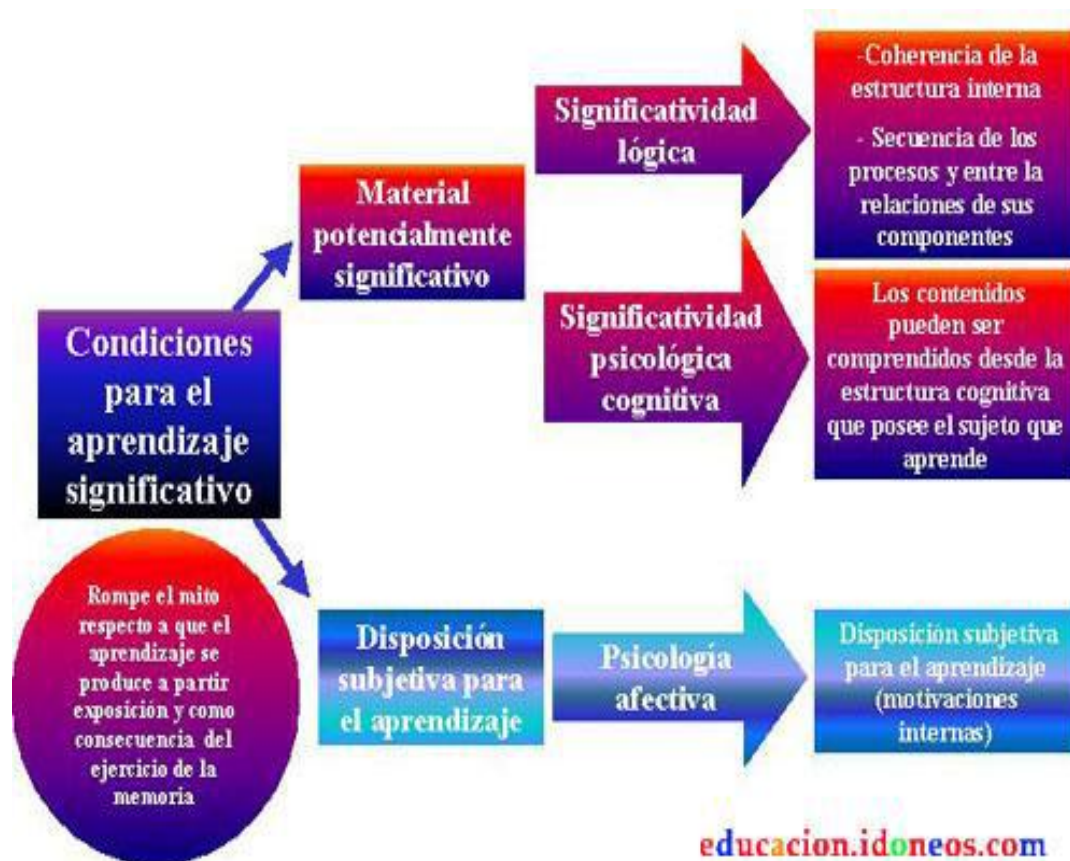 Condiciones
para el
aprendizaje
significativo
Rompe el mito
respecto a que el
aprendizaje se
produce a partir
exposición y como
consecuencia del
ejercicio de la
memoria
Material
potencialmente
significativo
Significatividad
lógica
-Coherencia de la
estructura interna
- Secuencia de los
procesos y entre la
relaciones de sus
componentes
Significatividad
psicológica
cognitiva
Los contenidos
pueden ser
comprendidos desde la
estructura cognitiva
que posee el sujeto que
aprende
Disposición
subjetiva para
el aprendizaje
Psicología
afectiva
Disposición subjetiva
para el aprendizaje
(motivaciones
internas)
educacion.idoneos.com